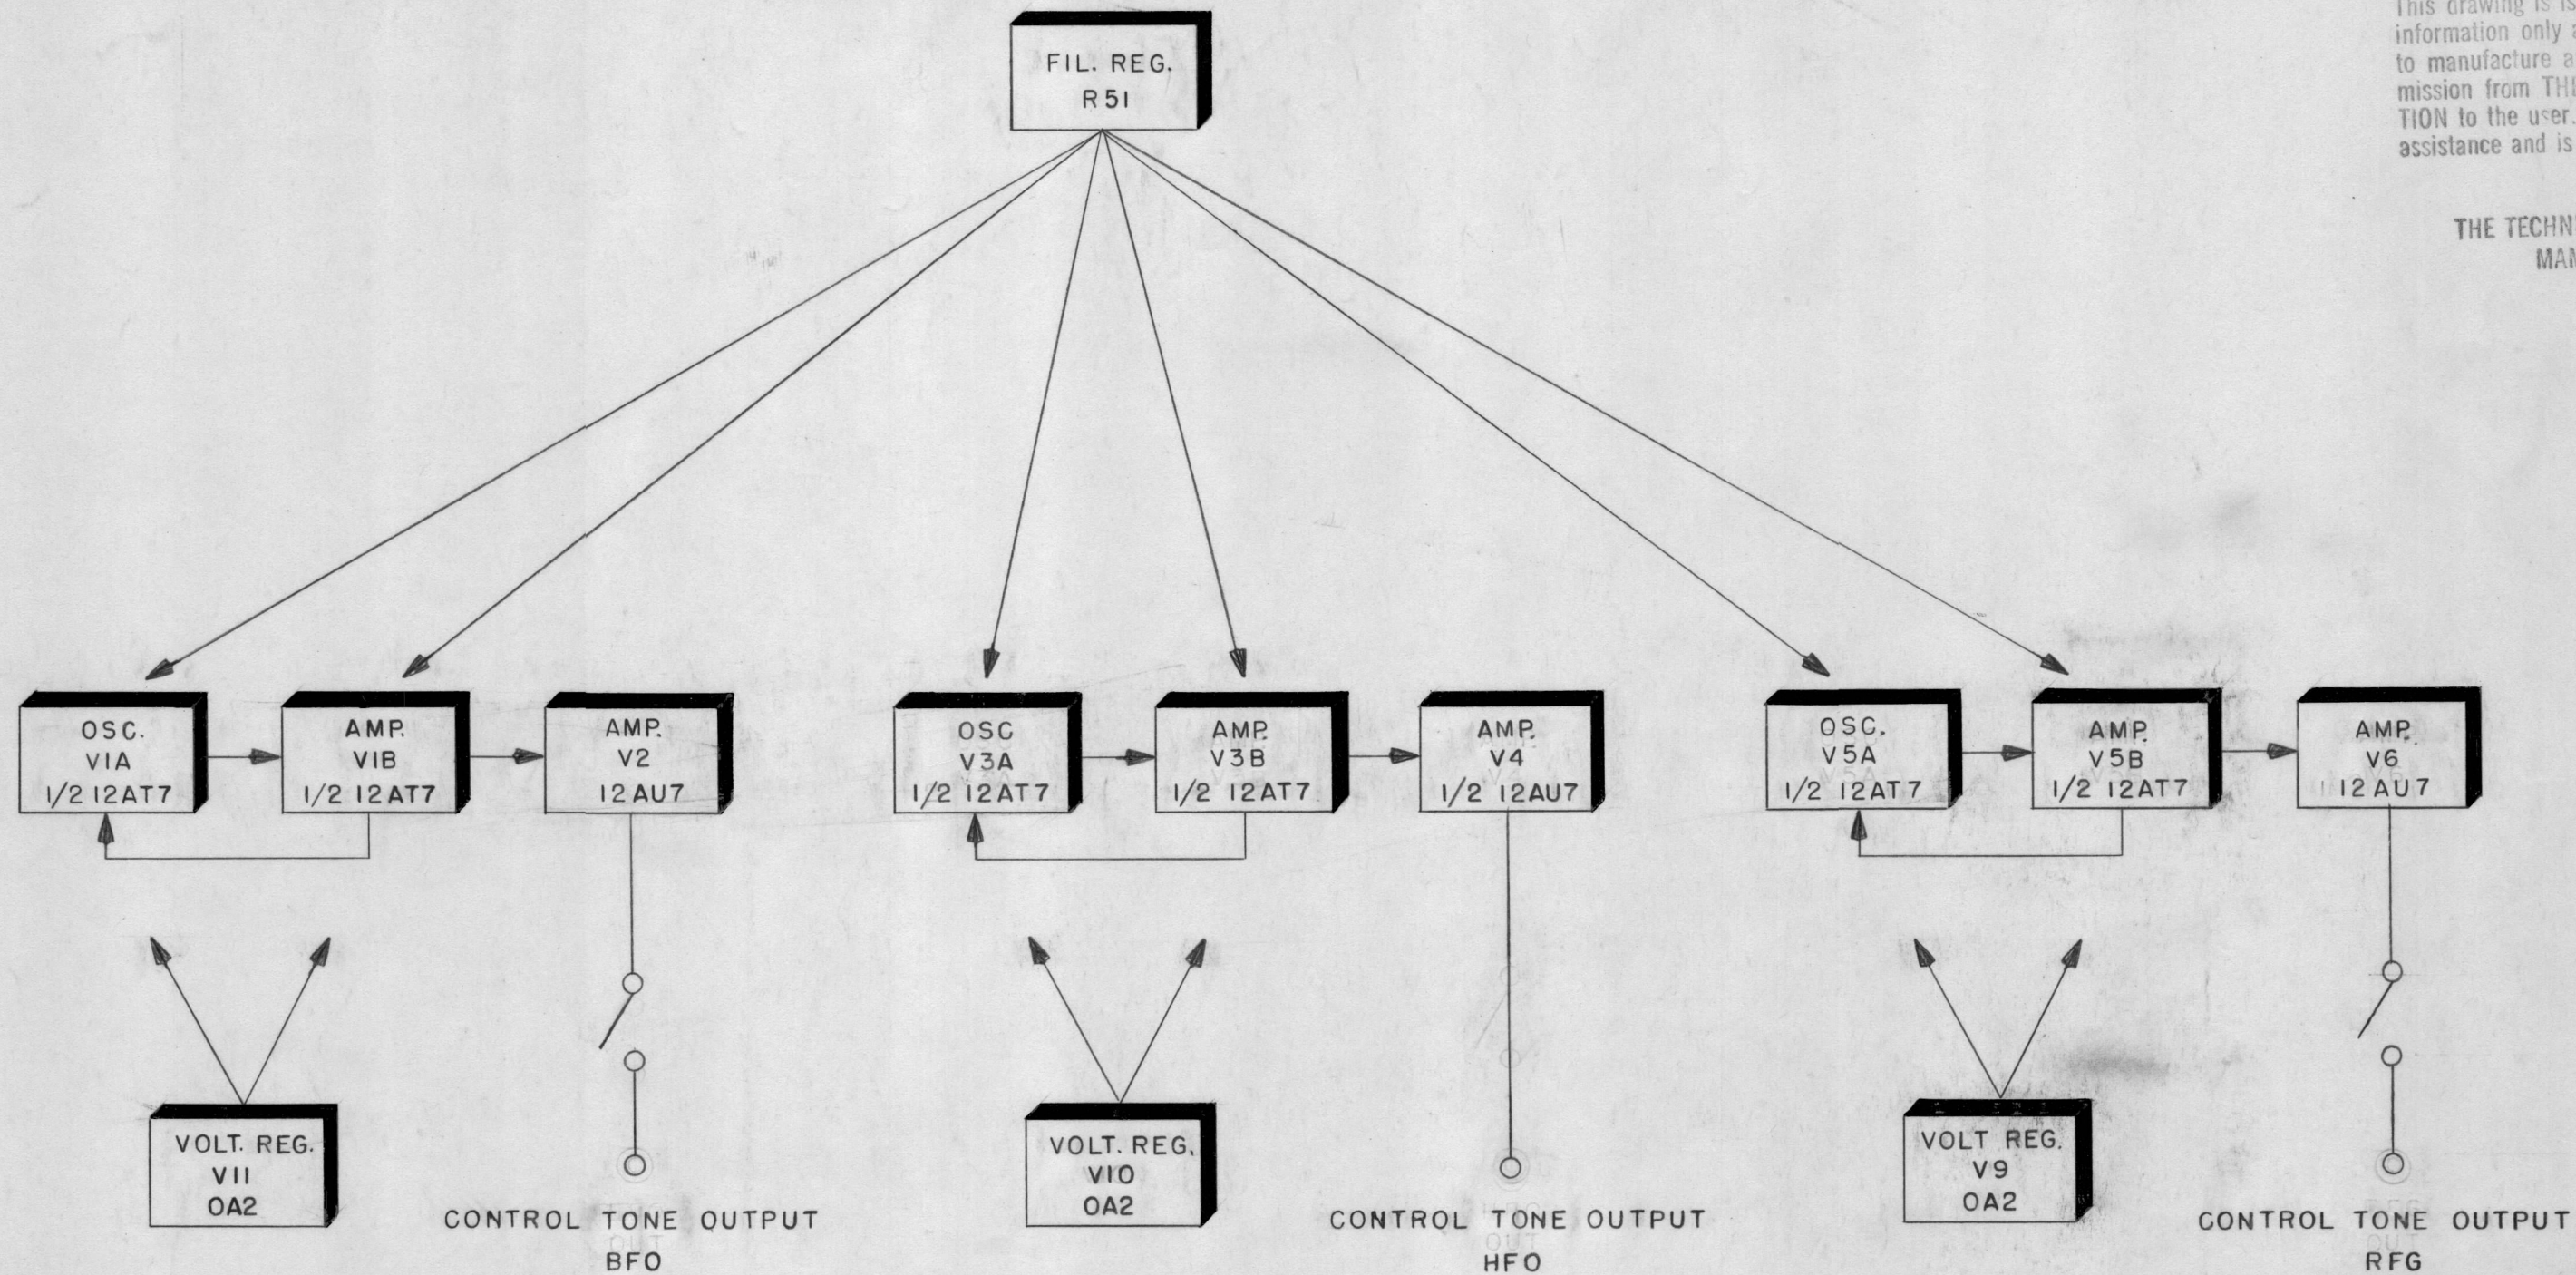 This drawing is is
information only a
to manufacture a
mission from THE
TION to the user.
assistance and is
THE TECHN
MAN
FIL. REG.
R51
OSC.
V1A
1/2 12AT7
AMP.
V1B
1/2 12AT7
AMP.
V2
12AU7
OSC
V3A
1/2 12AT7
AMP.
V3B
1/2 12AT7
AMP.
V4
1/2 12AU7
OSC.
V5A
1/2 12AT7
AMP.
V5B
1/2 12AT7
AMP.
V6
12AU7
VOLT. REG.
V11
OA2
CONTROL TONE OUTPUT
BFO
VOLT. REG.
V10
OA2
CONTROL TONE OUTPUT
HFO
VOLT REG.
V9
OA2
CONTROL TONE OUTPUT
RFG